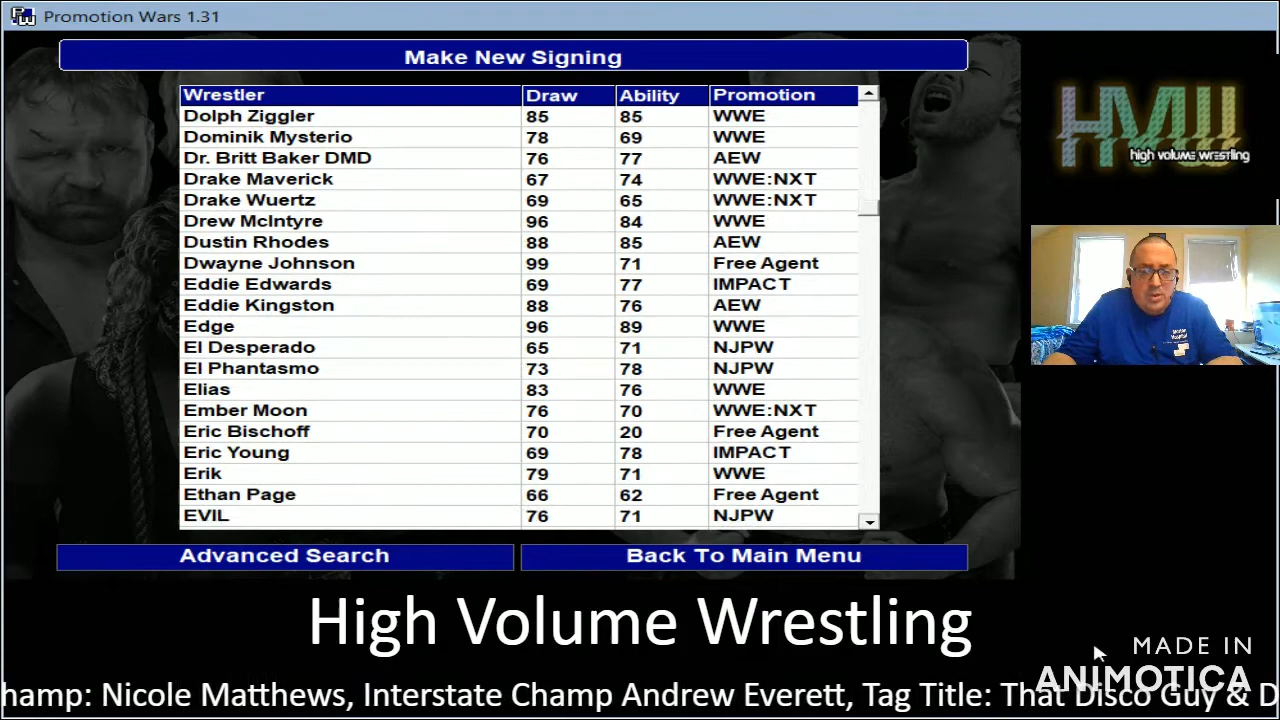 Promotion Wars 1.31
Make New Signing
Wrestler Draw Ability Promotion
Dolph Ziggler 85 85 WWE
Dominik Mysterio 78 69 WWE
Dr. Britt Baker DMD 76 77 AEW
Drake Maverick 67 74 WWE:NXT
Drake Wuertz 69 65 WWE:NXT
Drew McIntyre 96 84 WWE
Dustin Rhodes 88 85 AEW
Dwayne Johnson 99 71 Free Agent
Eddie Edwards 69 77 IMPACT
Eddie Kingston 88 76 AEW
Edge 96 89 WWE
El Desperado 65 71 NJPW
El Phantasmo 73 78 NJPW
Elias 83 76 WWE
Ember Moon 76 70 WWE:NXT
Eric Bischoff 70 20 Free Agent
Eric Young 69 78 IMPACT
Erik 79 71 WWE
Ethan Page 66 62 Free Agent
EVIL 76 71 NJPW
Advanced Search Back To Main Menu
HVW
high volume wrestling
High Volume Wrestling
MADE IN
ANIMOTICA
hamp: Nicole Matthews, Interstate Champ Andrew Everett, Tag Title: That Disco Guy & D